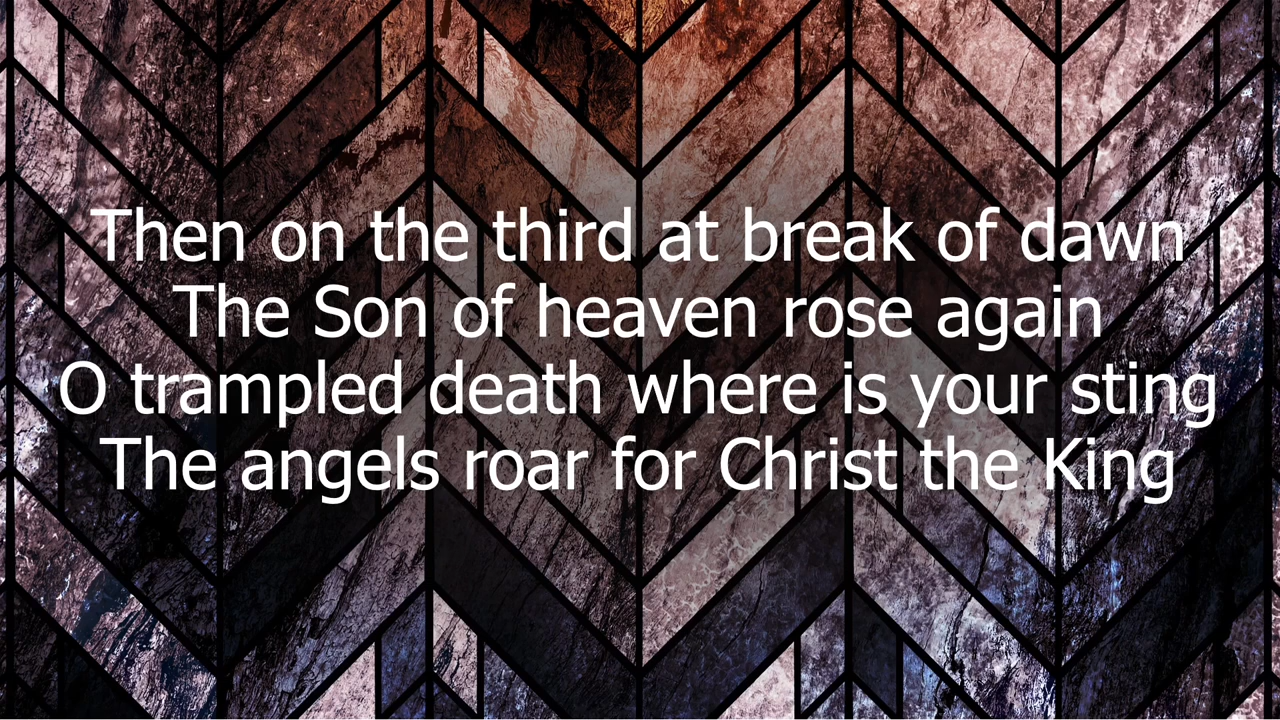 Then on the third at break of dawn
The Son of heaven rose again
O trampled death where is your sting
The angels roar for Christ the King